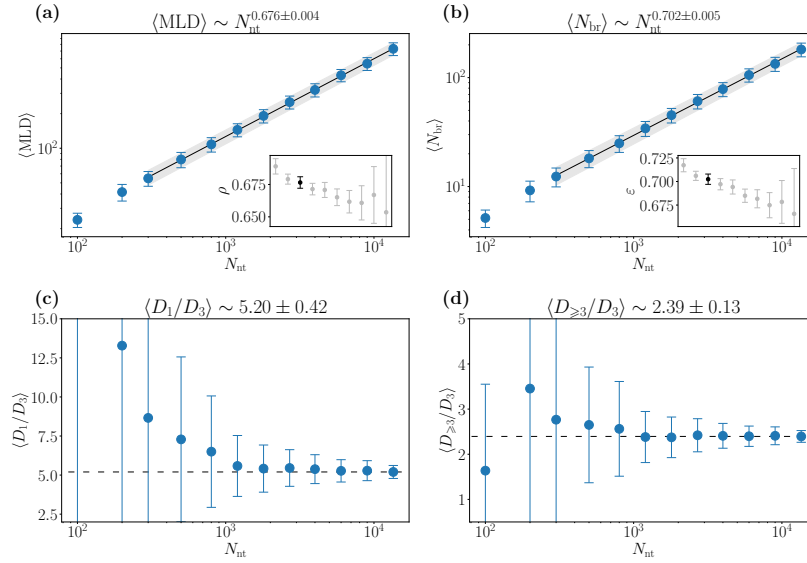 (a)
⟨MLD⟩ ∼ N_nt^0.676±0.004
⟨MLD⟩
10^2
ρ
0.675
0.650
10^2 10^3 10^4
N_nt
(b)
⟨N_br⟩ ∼ N_nt^0.702±0.005
⟨N_br⟩
10^2
10^1
ϵ
0.725
0.700
0.675
10^2 10^3 10^4
N_nt
(c)
⟨D_1/D_3⟩ ∼ 5.20 ± 0.42
⟨D_1/D_3⟩
15.0
12.5
10.0
7.5
5.0
2.5
10^2 10^3 10^4
N_nt
(d)
⟨D_⩾3/D_3⟩ ∼ 2.39 ± 0.13
⟨D_⩾3/D_3⟩
5
4
3
2
1
10^2 10^3 10^4
N_nt